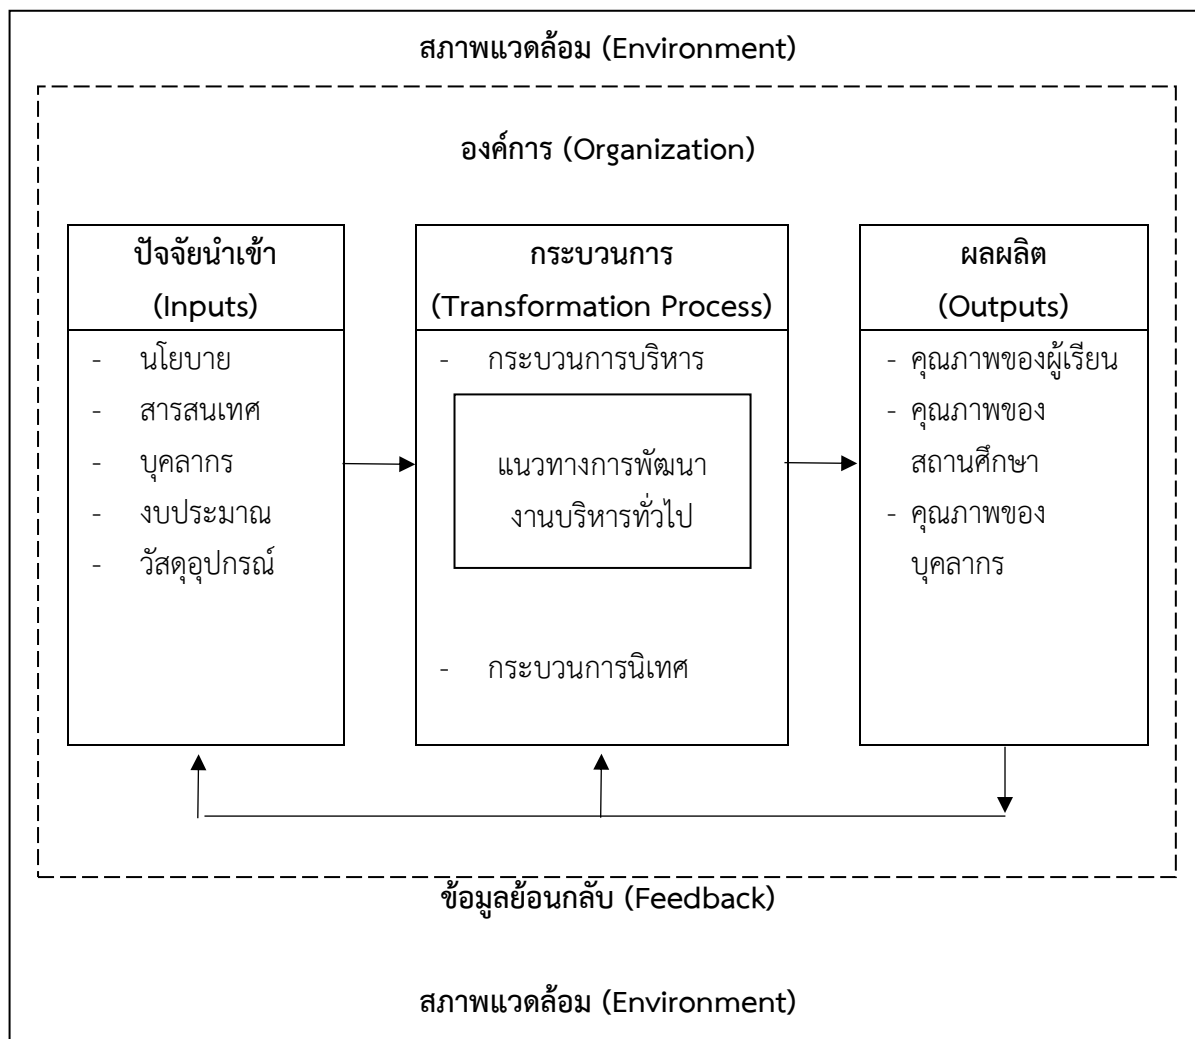 สภาพแวดล้อม (Environment)
องค์การ (Organization)
ปัจจัยนำเข้า
(Inputs)
- นโยบาย
- สารสนเทศ
- บุคลากร
- งบประมาณ
- วัสดุอุปกรณ์
กระบวนการ
(Transformation Process)
- กระบวนการบริหาร
แนวทางการพัฒนา
งานบริหารทั่วไป
- กระบวนการนิเทศ
ผลผลิต
(Outputs)
- คุณภาพของผู้เรียน
- คุณภาพของ
สถานศึกษา
- คุณภาพของ
บุคลากร
ข้อมูลย้อนกลับ (Feedback)
สภาพแวดล้อม (Environment)